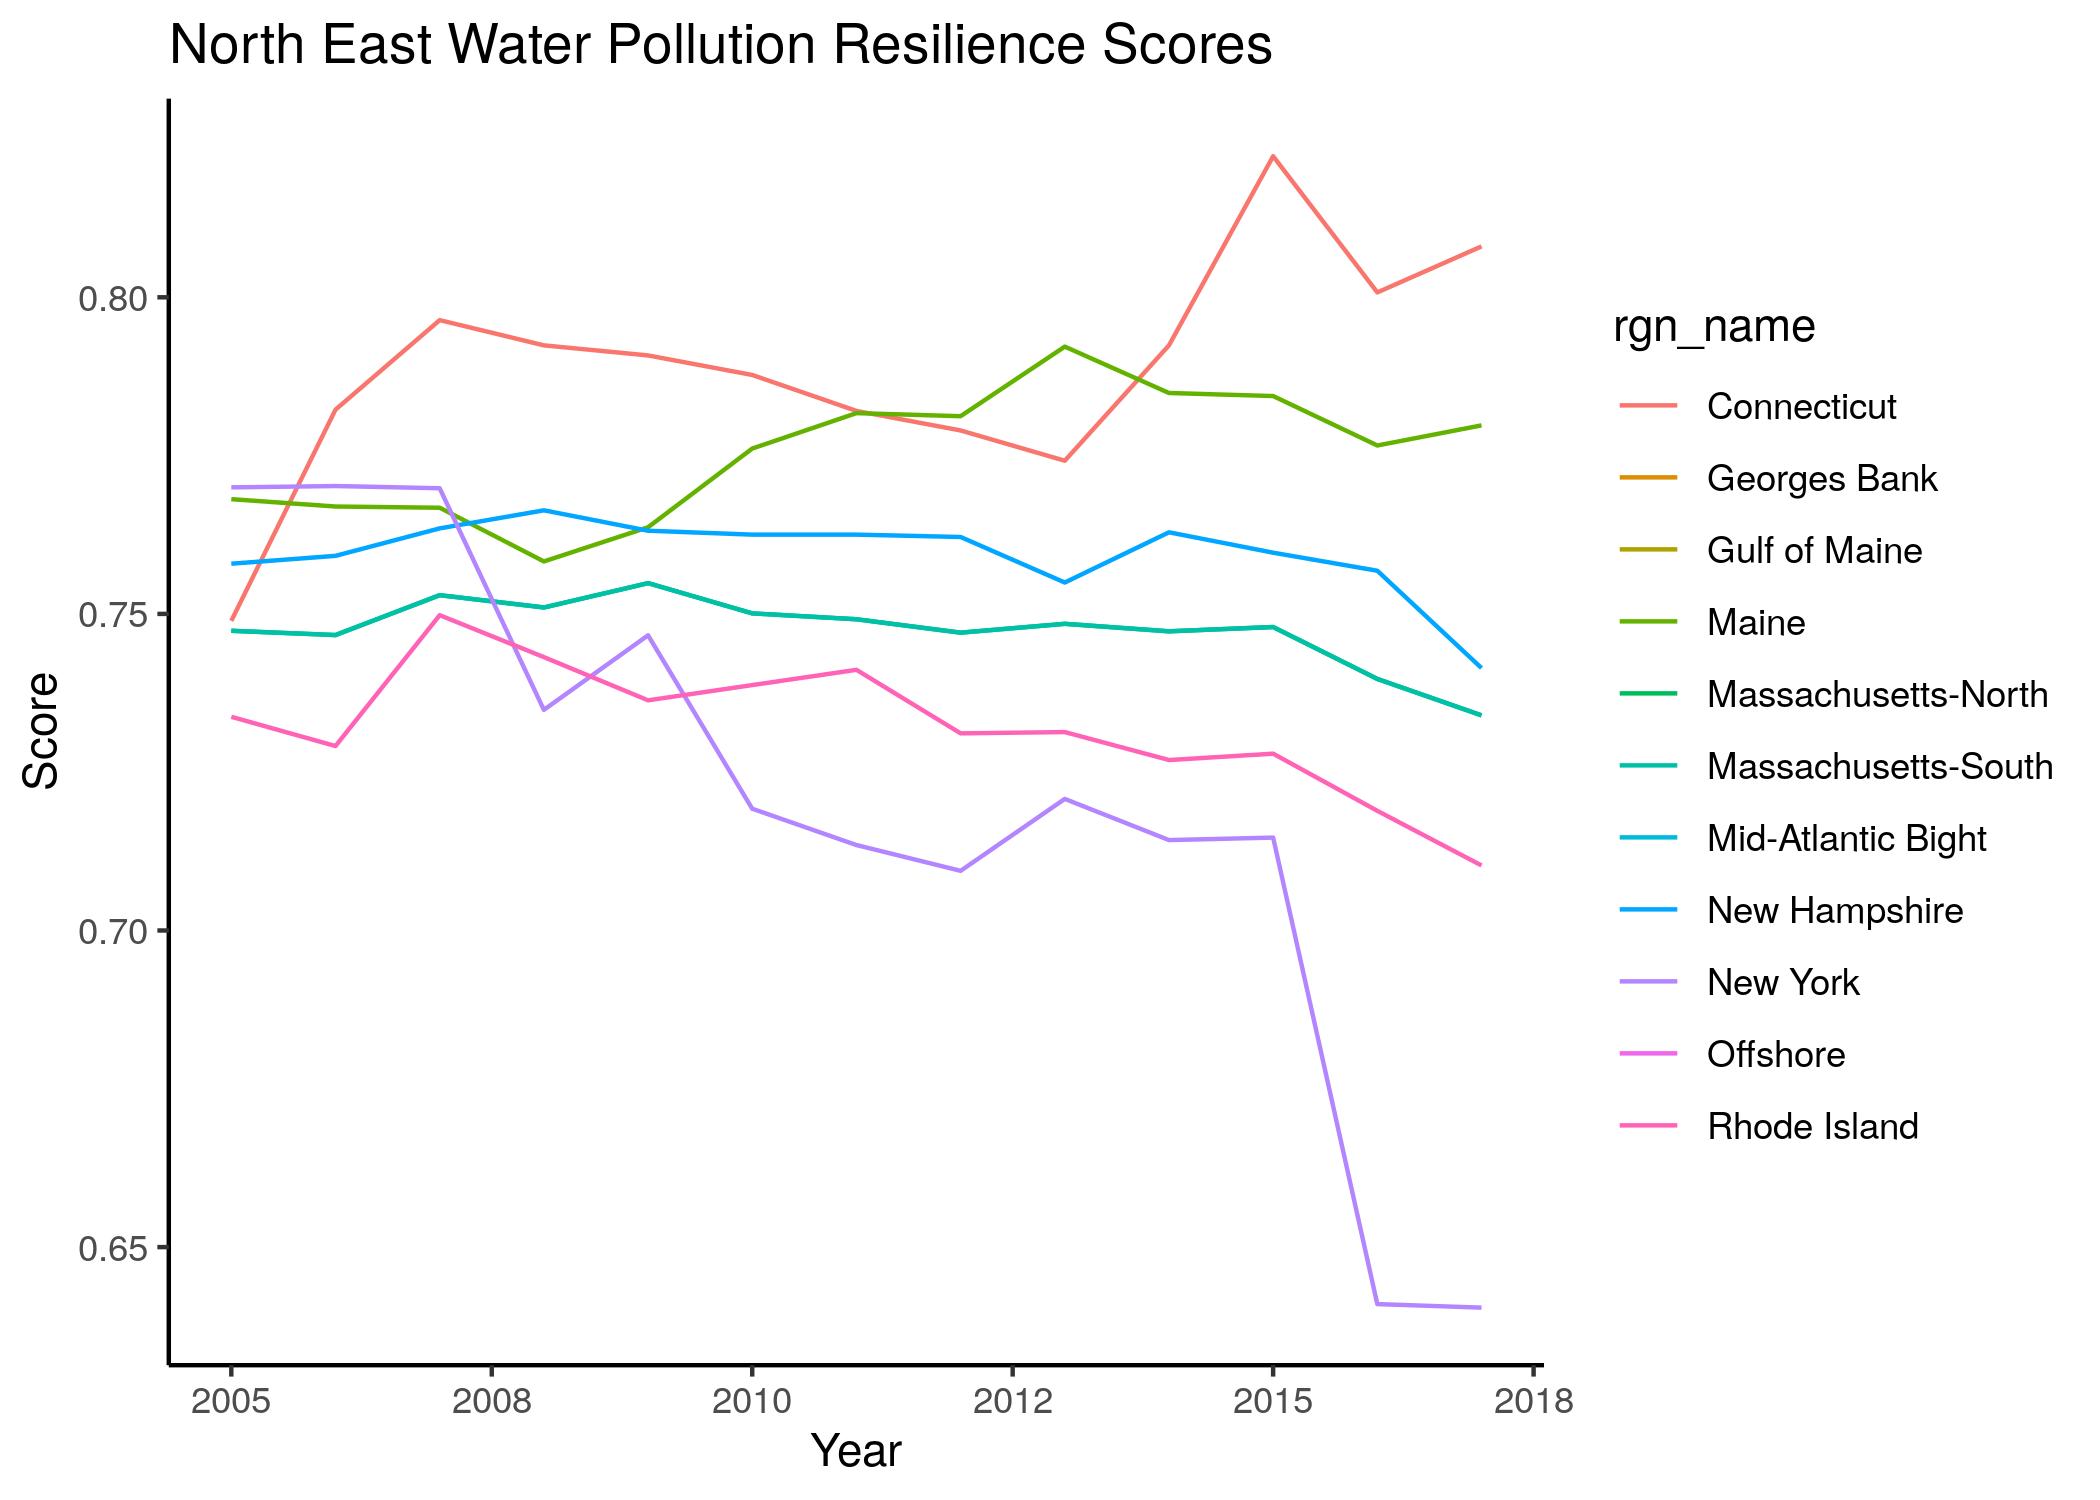 North East Water Pollution Resilience Scores
0.80
0.75
0.70
0.65
Score
2005 2008 2010 2012 2015 2018
Year
rgn_name
Connecticut
Georges Bank
Gulf of Maine
Maine
Massachusetts-North
Massachusetts-South
Mid-Atlantic Bight
New Hampshire
New York
Offshore
Rhode Island